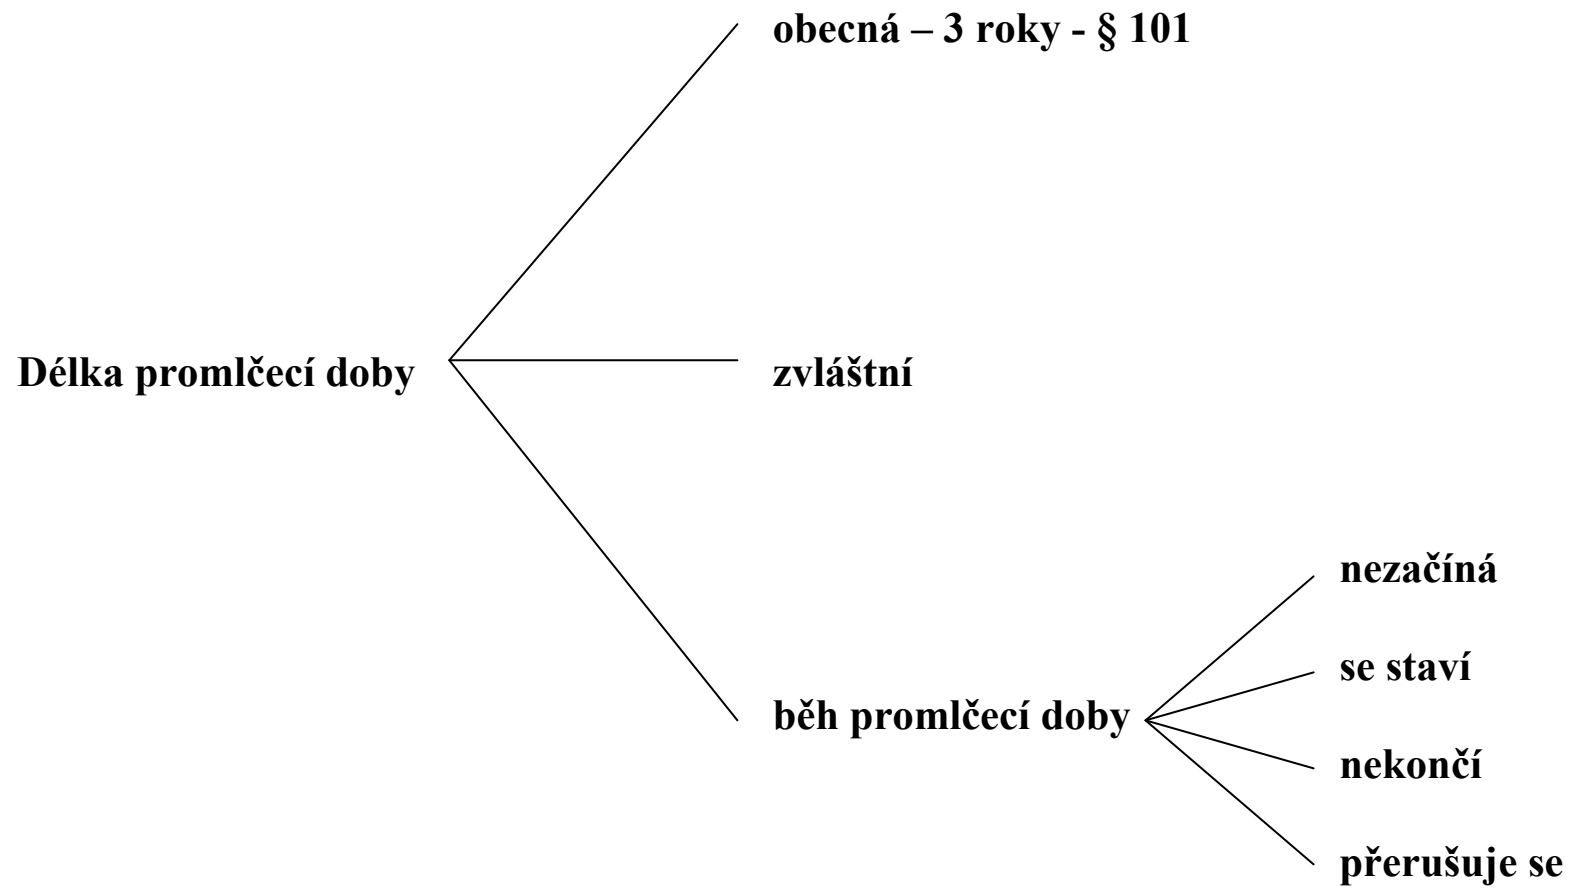 obecná – 3 roky - § 101
Délka promlčecí doby
zvláštní
běh promlčecí doby
nezačíná
se staví
nekončí
přerušuje se